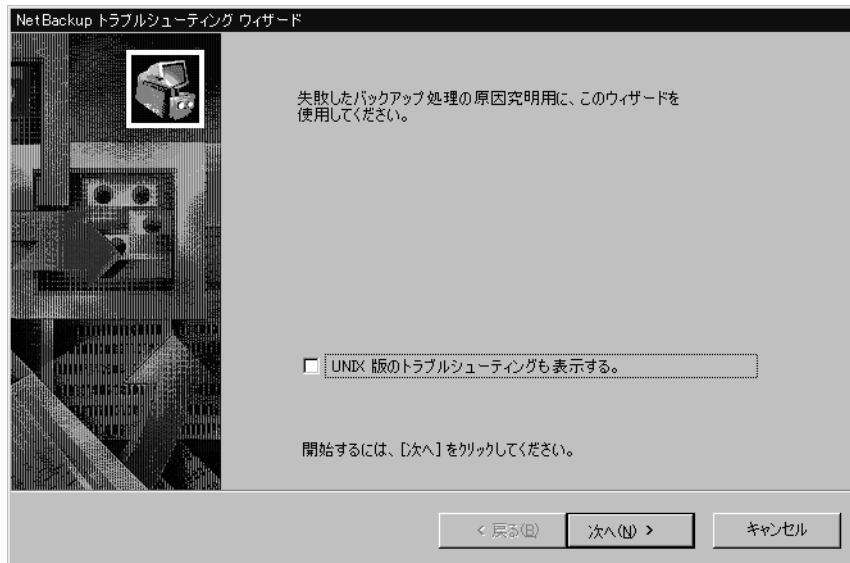 NetBackup トラブルシューティング ウィザード
失敗したバックアップ処理の原因究明用に、このウィザードを
使用してください。
UNIX 版のトラブルシューティングも表示する。
開始するには、[次へ] をクリックしてください。
< 戻る(B)
次へ(N) >
キャンセル